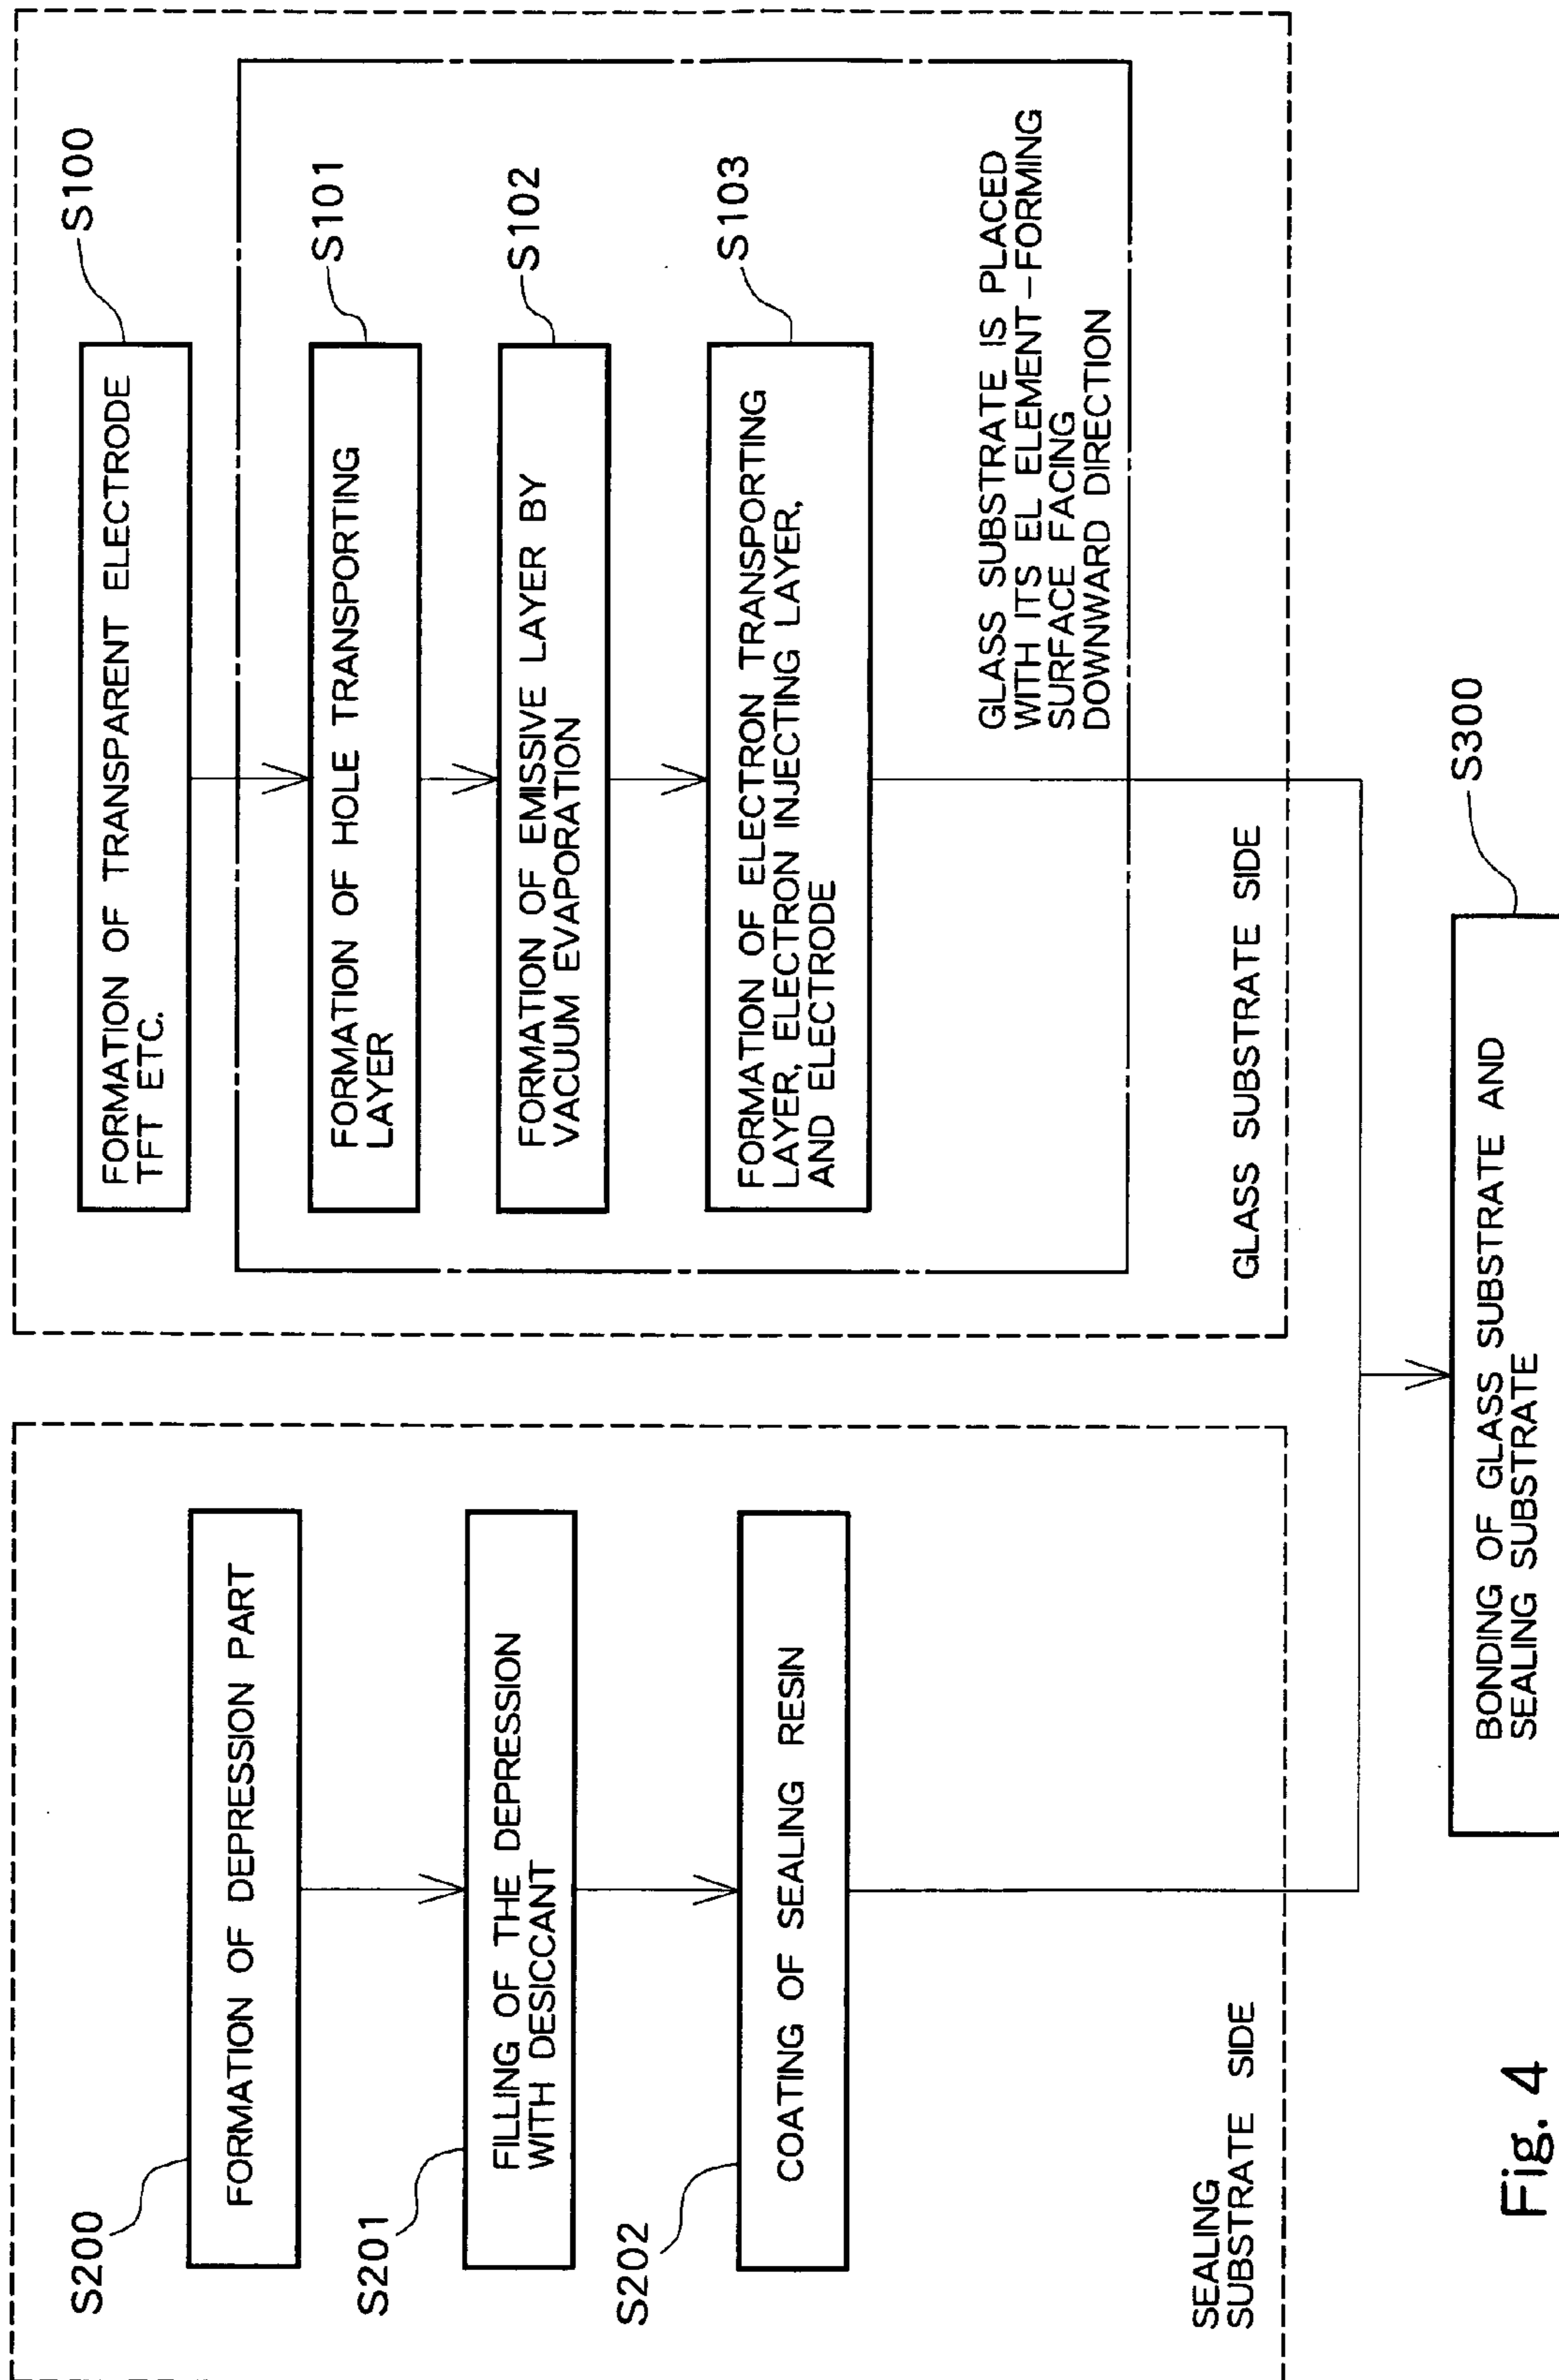 S200
FORMATION OF DEPRESSION PART
S201
FILLING OF THE DEPRESSION
WITH DESICCANT
S202
COATING OF SEALING RESIN
SEALING
SUBSTRATE SIDE
S100
FORMATION OF TRANSPARENT ELECTRODE
TFT ETC.
S101
FORMATION OF HOLE TRANSPORTING
LAYER
S102
FORMATION OF EMISSIVE LAYER BY
VACUUM EVAPORATION
S103
FORMATION OF ELECTRON TRANSPORTING
LAYER, ELECTRON INJECTING LAYER,
AND ELECTRODE
GLASS SUBSTRATE IS PLACED
WITH ITS EL ELEMENT-FORMING
SURFACE FACING
DOWNWARD DIRECTION
GLASS SUBSTRATE SIDE
S300
BONDING OF GLASS SUBSTRATE AND
SEALING SUBSTRATE
Fig. 4